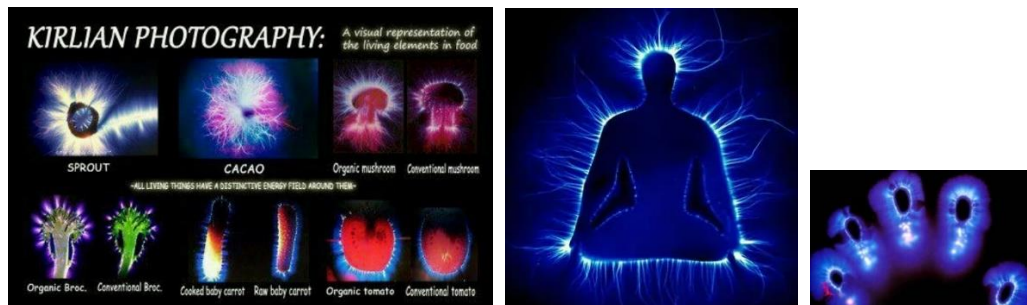 KIRLIAN PHOTOGRAPHY:
A visual representation of
the living elements in food
SPROUT
CACAO
Organic mushroom
Conventional mushroom
~ALL LIVING THINGS HAVE A DISTINCTIVE ENERGY FIELD AROUND THEM~
Organic Broc.
Conventional Broc.
Cooked baby carrot
Raw baby carrot
Organic tomato
Conventional tomato